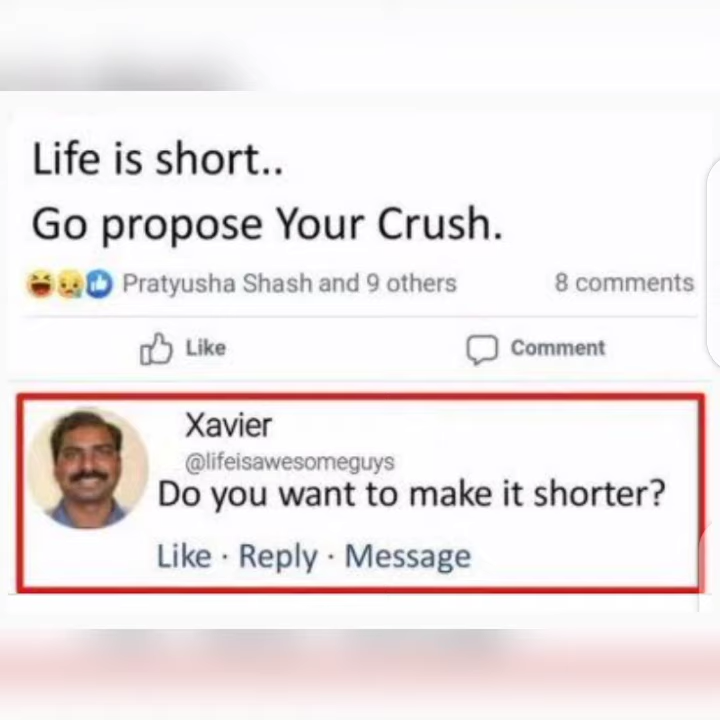 Life is short..
Go propose Your Crush.
Pratyusha Shash and 9 others 8 comments
Like Comment
Xavier
@lifeisawesomeguys
Do you want to make it shorter?
Like · Reply · Message